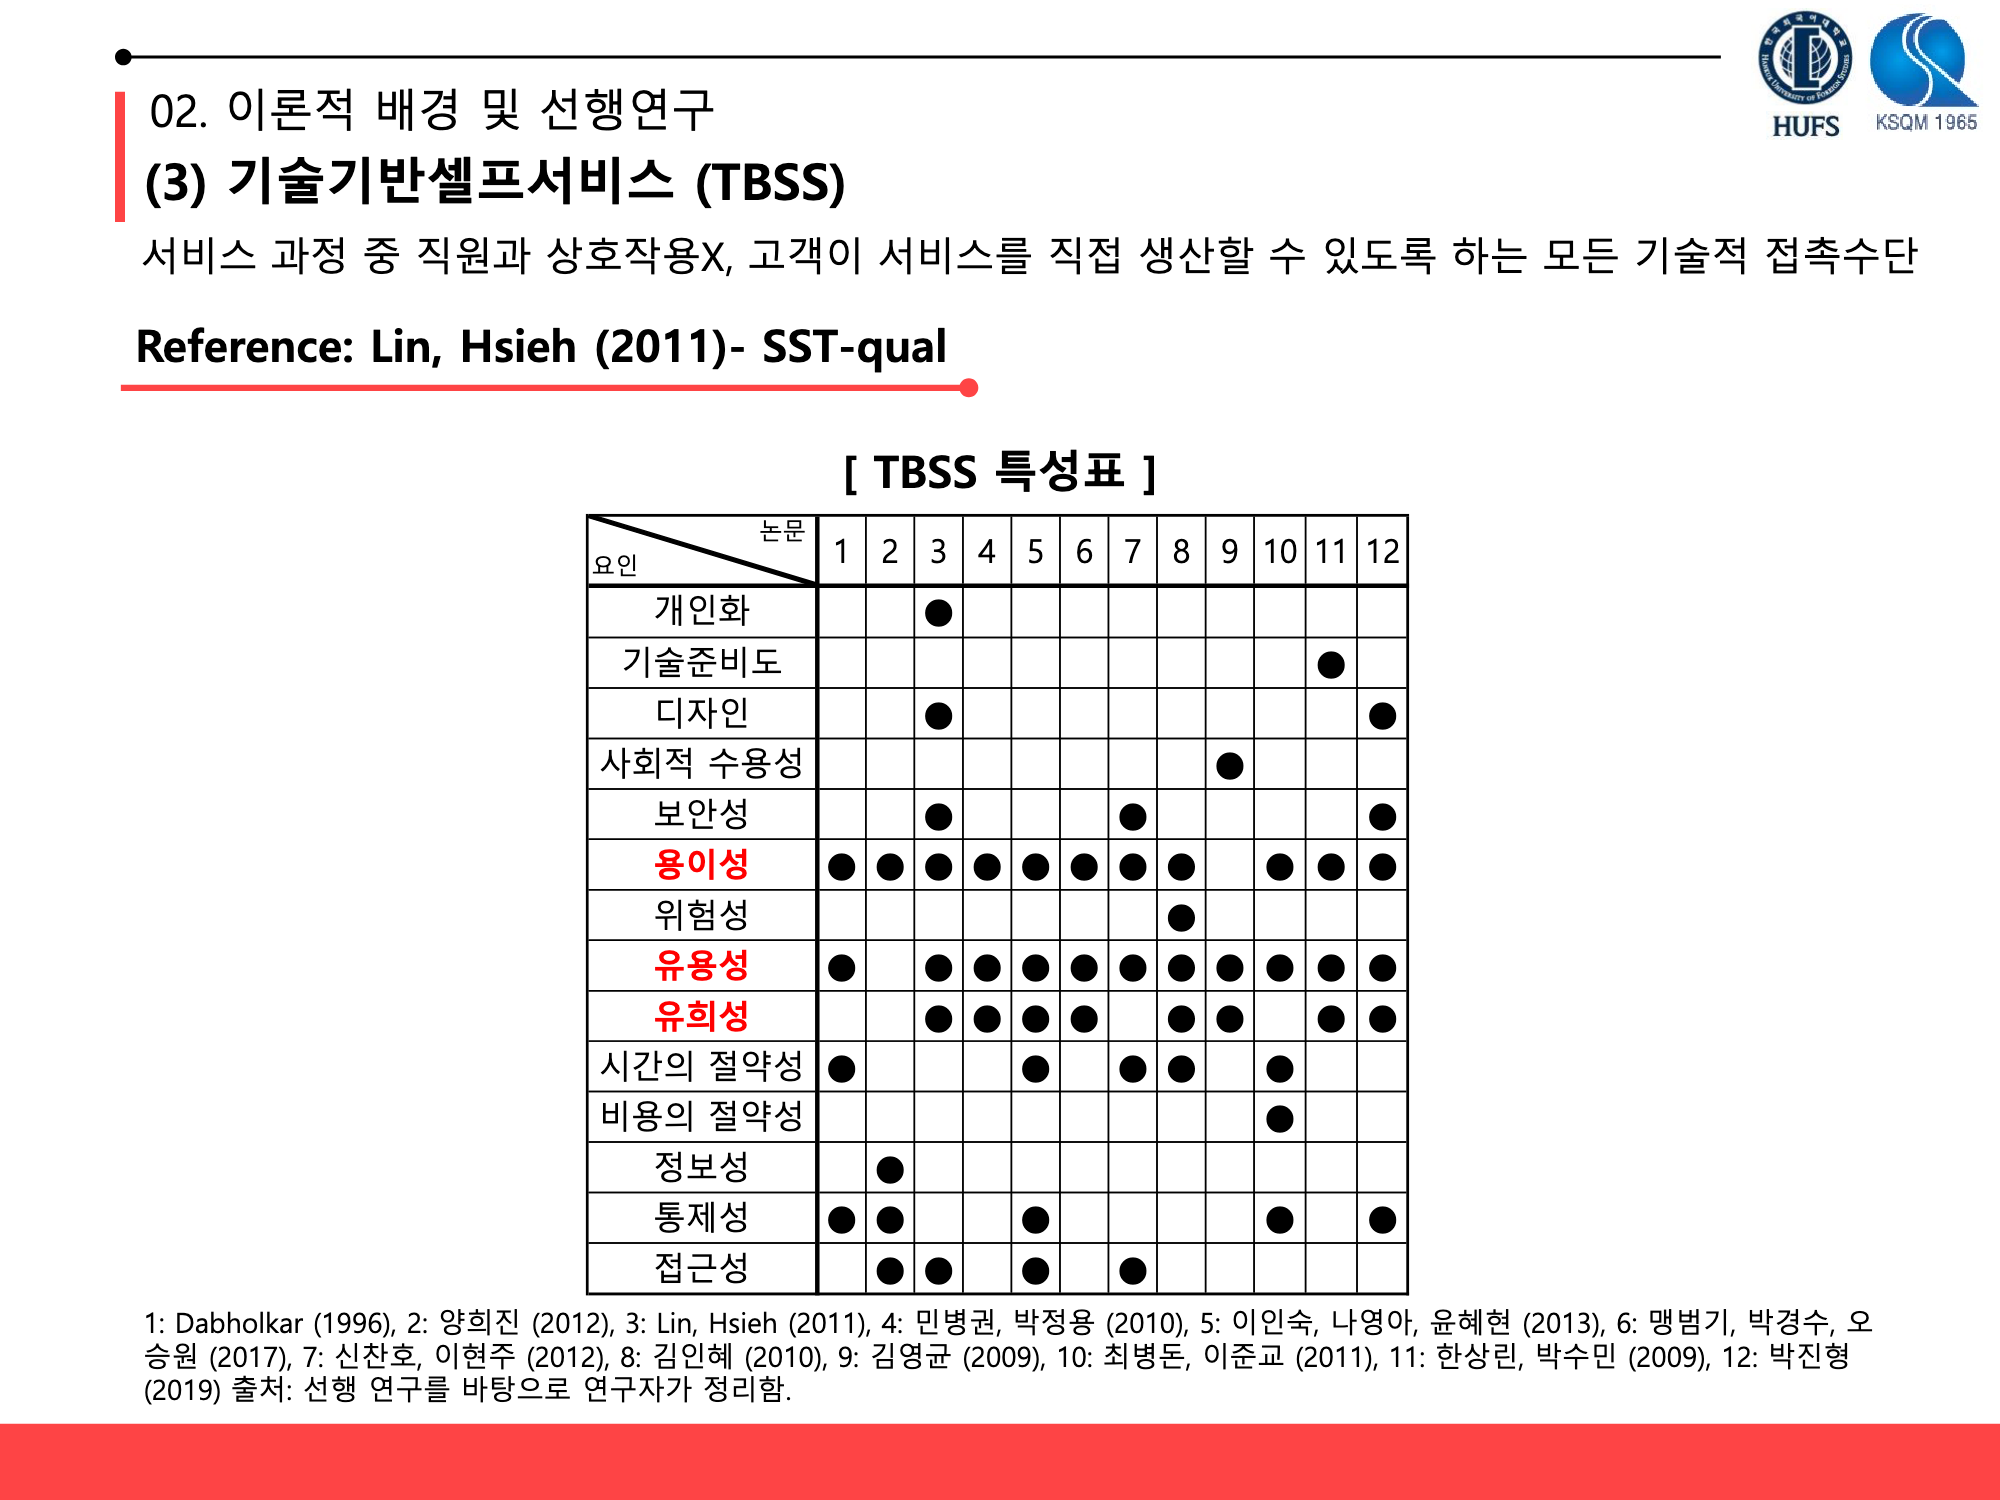 HUFS
KSQM 1965
02. 이론적 배경 및 선행연구
(3) 기술기반셀프서비스 (TBSS)
서비스 과정 중 직원과 상호작용X, 고객이 서비스를 직접 생산할 수 있도록 하는 모든 기술적 접촉수단
Reference: Lin, Hsieh (2011)- SST-qual
[ TBSS 특성표 ]
논문 요인 1 2 3 4 5 6 7 8 9 10 11 12
개인화 ●
기술준비도 ●
디자인 ● ●
사회적 수용성 ●
보안성 ● ● ●
용이성 ● ● ● ● ● ● ● ● ● ● ●
위험성 ●
유용성 ● ● ● ● ● ● ● ● ● ● ●
유희성 ● ● ● ● ● ● ● ●
시간의 절약성 ● ● ● ● ●
비용의 절약성 ●
정보성 ●
통제성 ● ● ● ● ●
접근성 ● ● ● ●
1: Dabholkar (1996), 2: 양희진 (2012), 3: Lin, Hsieh (2011), 4: 민병권, 박정용 (2010), 5: 이인숙, 나영아, 윤혜현 (2013), 6: 맹범기, 박경수, 오
승원 (2017), 7: 신찬호, 이현주 (2012), 8: 김인혜 (2010), 9: 김영균 (2009), 10: 최병돈, 이준교 (2011), 11: 한상린, 박수민 (2009), 12: 박진형
(2019) 출처: 선행 연구를 바탕으로 연구자가 정리함.